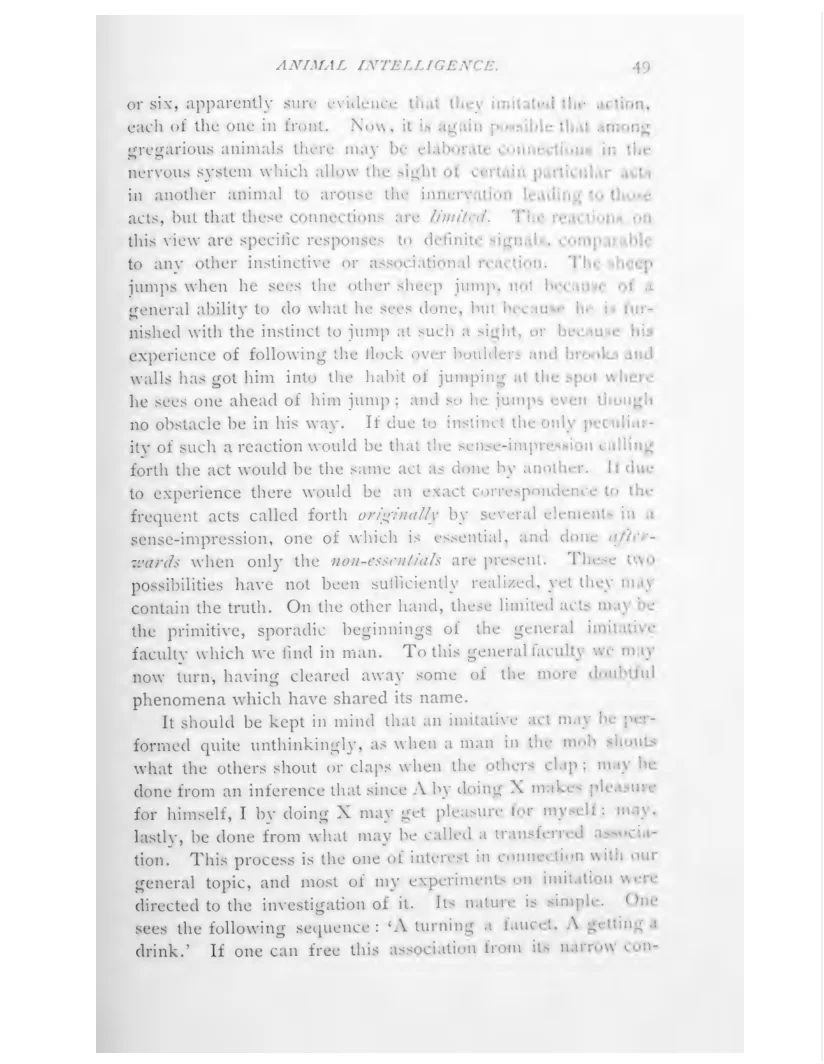 ANIMAL INTELLIGENCE. 49
or six, apparently sure evidence that they imitated the action,
each of the one in front. Now, it is again possible that among
gregarious animals there may be elaborate connections in the
nervous system which allow the sight of certain particular acts
in another animal to arouse the innervation leading to those
acts, but that these connections are limited. The reactions on
this view are specific responses to definite signals, comparable
to any other instinctive or associational reaction. The sheep
jumps when he sees the other sheep jump, not because of a
general ability to do what he sees done, but because he is fur-
nished with the instinct to jump at such a sight, or because his
experience of following the flock over boulders and brooks and
walls has got him into the habit of jumping at the spot where
he sees one ahead of him jump; and so he jumps even though
no obstacle be in his way. If due to instinct the only peculiar-
ity of such a reaction would be that the sense-impression calling
forth the act would be the same act as done by another. If due
to experience there would be an exact correspondence to the
frequent acts called forth originally by several elements in a
sense-impression, one of which is essential, and done after-
wards when only the non-essentials are present. These two
possibilities have not been sufficiently realized, yet they may
contain the truth. On the other hand, these limited acts may be
the primitive, sporadic beginnings of the general imitative
faculty which we find in man. To this general faculty we may
now turn, having cleared away some of the more doubtful
phenomena which have shared its name.
It should be kept in mind that an imitative act may be per-
formed quite unthinkingly, as when a man in the mob shouts
what the others shout or claps when the others clap; may be
done from an inference that since A by doing X makes pleasure
for himself, I by doing X may get pleasure for myself; may,
lastly, be done from what may be called a transferred associa-
tion. This process is the one of interest in connection with our
general topic, and most of my experiments on imitation were
directed to the investigation of it. Its nature is simple. One
sees the following sequence: 'A turning a faucet, A getting a
drink.' If one can free this association from its narrow con-